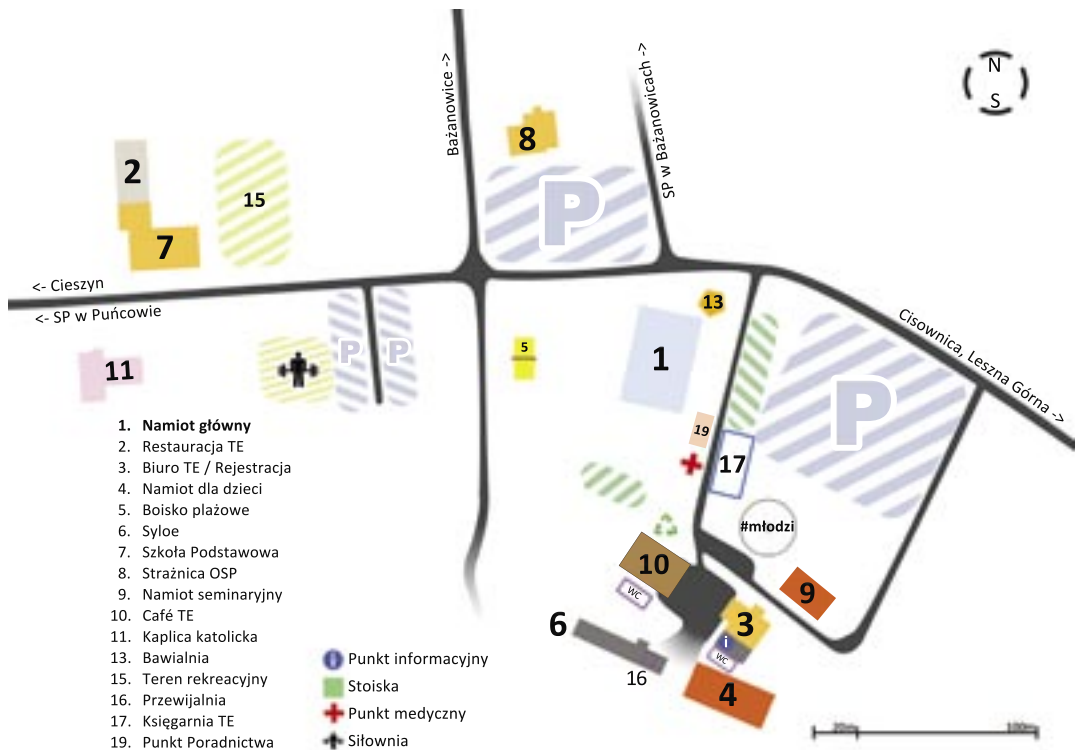 Bażanowice ->
SP w Bażanowicach ->
N
S
8
2
15
P
7
<- Cieszyn
<- SP w Puńcowie
13
Cisownica, Leszna Górna ->
5
P
P
1
11
P
19
17
1. Namiot główny
2. Restauracja TE
3. Biuro TE / Rejestracja
4. Namiot dla dzieci
5. Boisko plażowe
6. Syloe
7. Szkoła Podstawowa
8. Strażnica OSP
9. Namiot seminaryjny
10. Café TE
11. Kaplica katolicka
13. Bawialnia
15. Teren rekreacyjny
16. Przewijalnia
17. Księgarnia TE
19. Punkt Poradnictwa
#młodzi
10
WC
9
6
3
i
WC
16
4
i Punkt informacyjny
Stoiska
Punkt medyczny
Siłownia
20m
100m